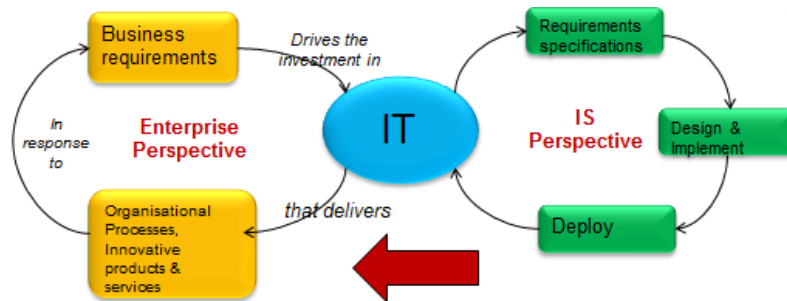 Business
requirements
Drives the
investment in
Requirements
specifications
In
response
to
Enterprise
Perspective
IT
IS
Perspective
Design &
Implement
Organisational
Processes,
Innovative
products &
services
that delivers
Deploy